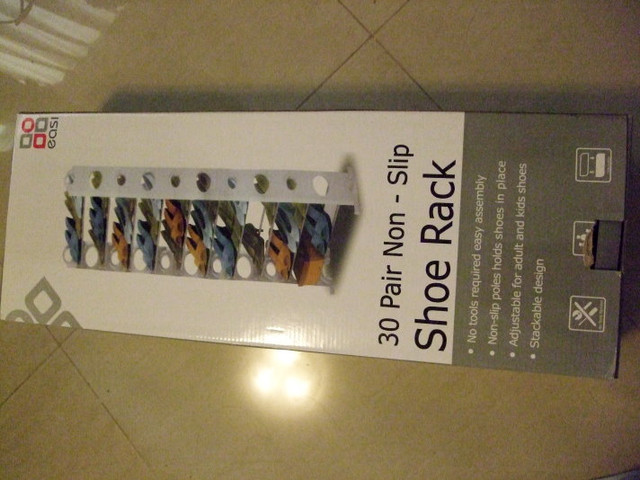 easi
30 Pair Non - Slip
Shoe Rack
• No tools required easy assembly
• Non-slip poles holds shoes in place
• Adjustable for adult and kids shoes
• Stackable design